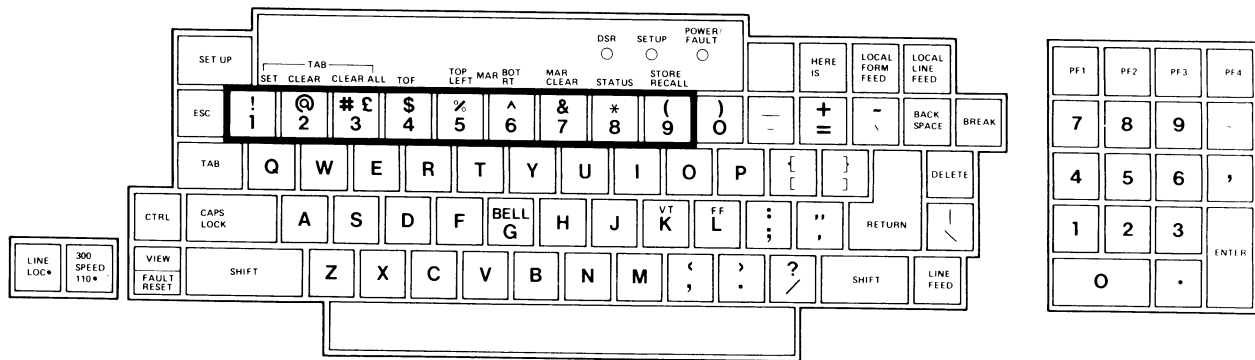 DSR SETUP POWER/ FAULT
SET UP TAB HERE IS LOCAL FORM FEED LOCAL LINE FEED
SET CLEAR CLEAR ALL TOF TOP LEFT MAR BOT RT MAR CLEAR STATUS STORE RECALL
ESC ! 1 @ 2 # £ 3 $ 4 % 5 ^ 6 & 7 * 8 ( 9 ) 0 — - + = ~ ` BACK SPACE BREAK
TAB Q W E R T Y U I O P { [ } ] DELETE
CTRL CAPS LOCK A S D F BELL G H J VT K FF L : ; " ' RETURN | \
LINE LOC● 300 SPEED 110● VIEW FAULT RESET SHIFT Z X C V B N M < , > . ? / SHIFT LINE FEED
PF1 PF2 PF3 PF4
7 8 9 -
4 5 6 ,
1 2 3 ENTER
0 .